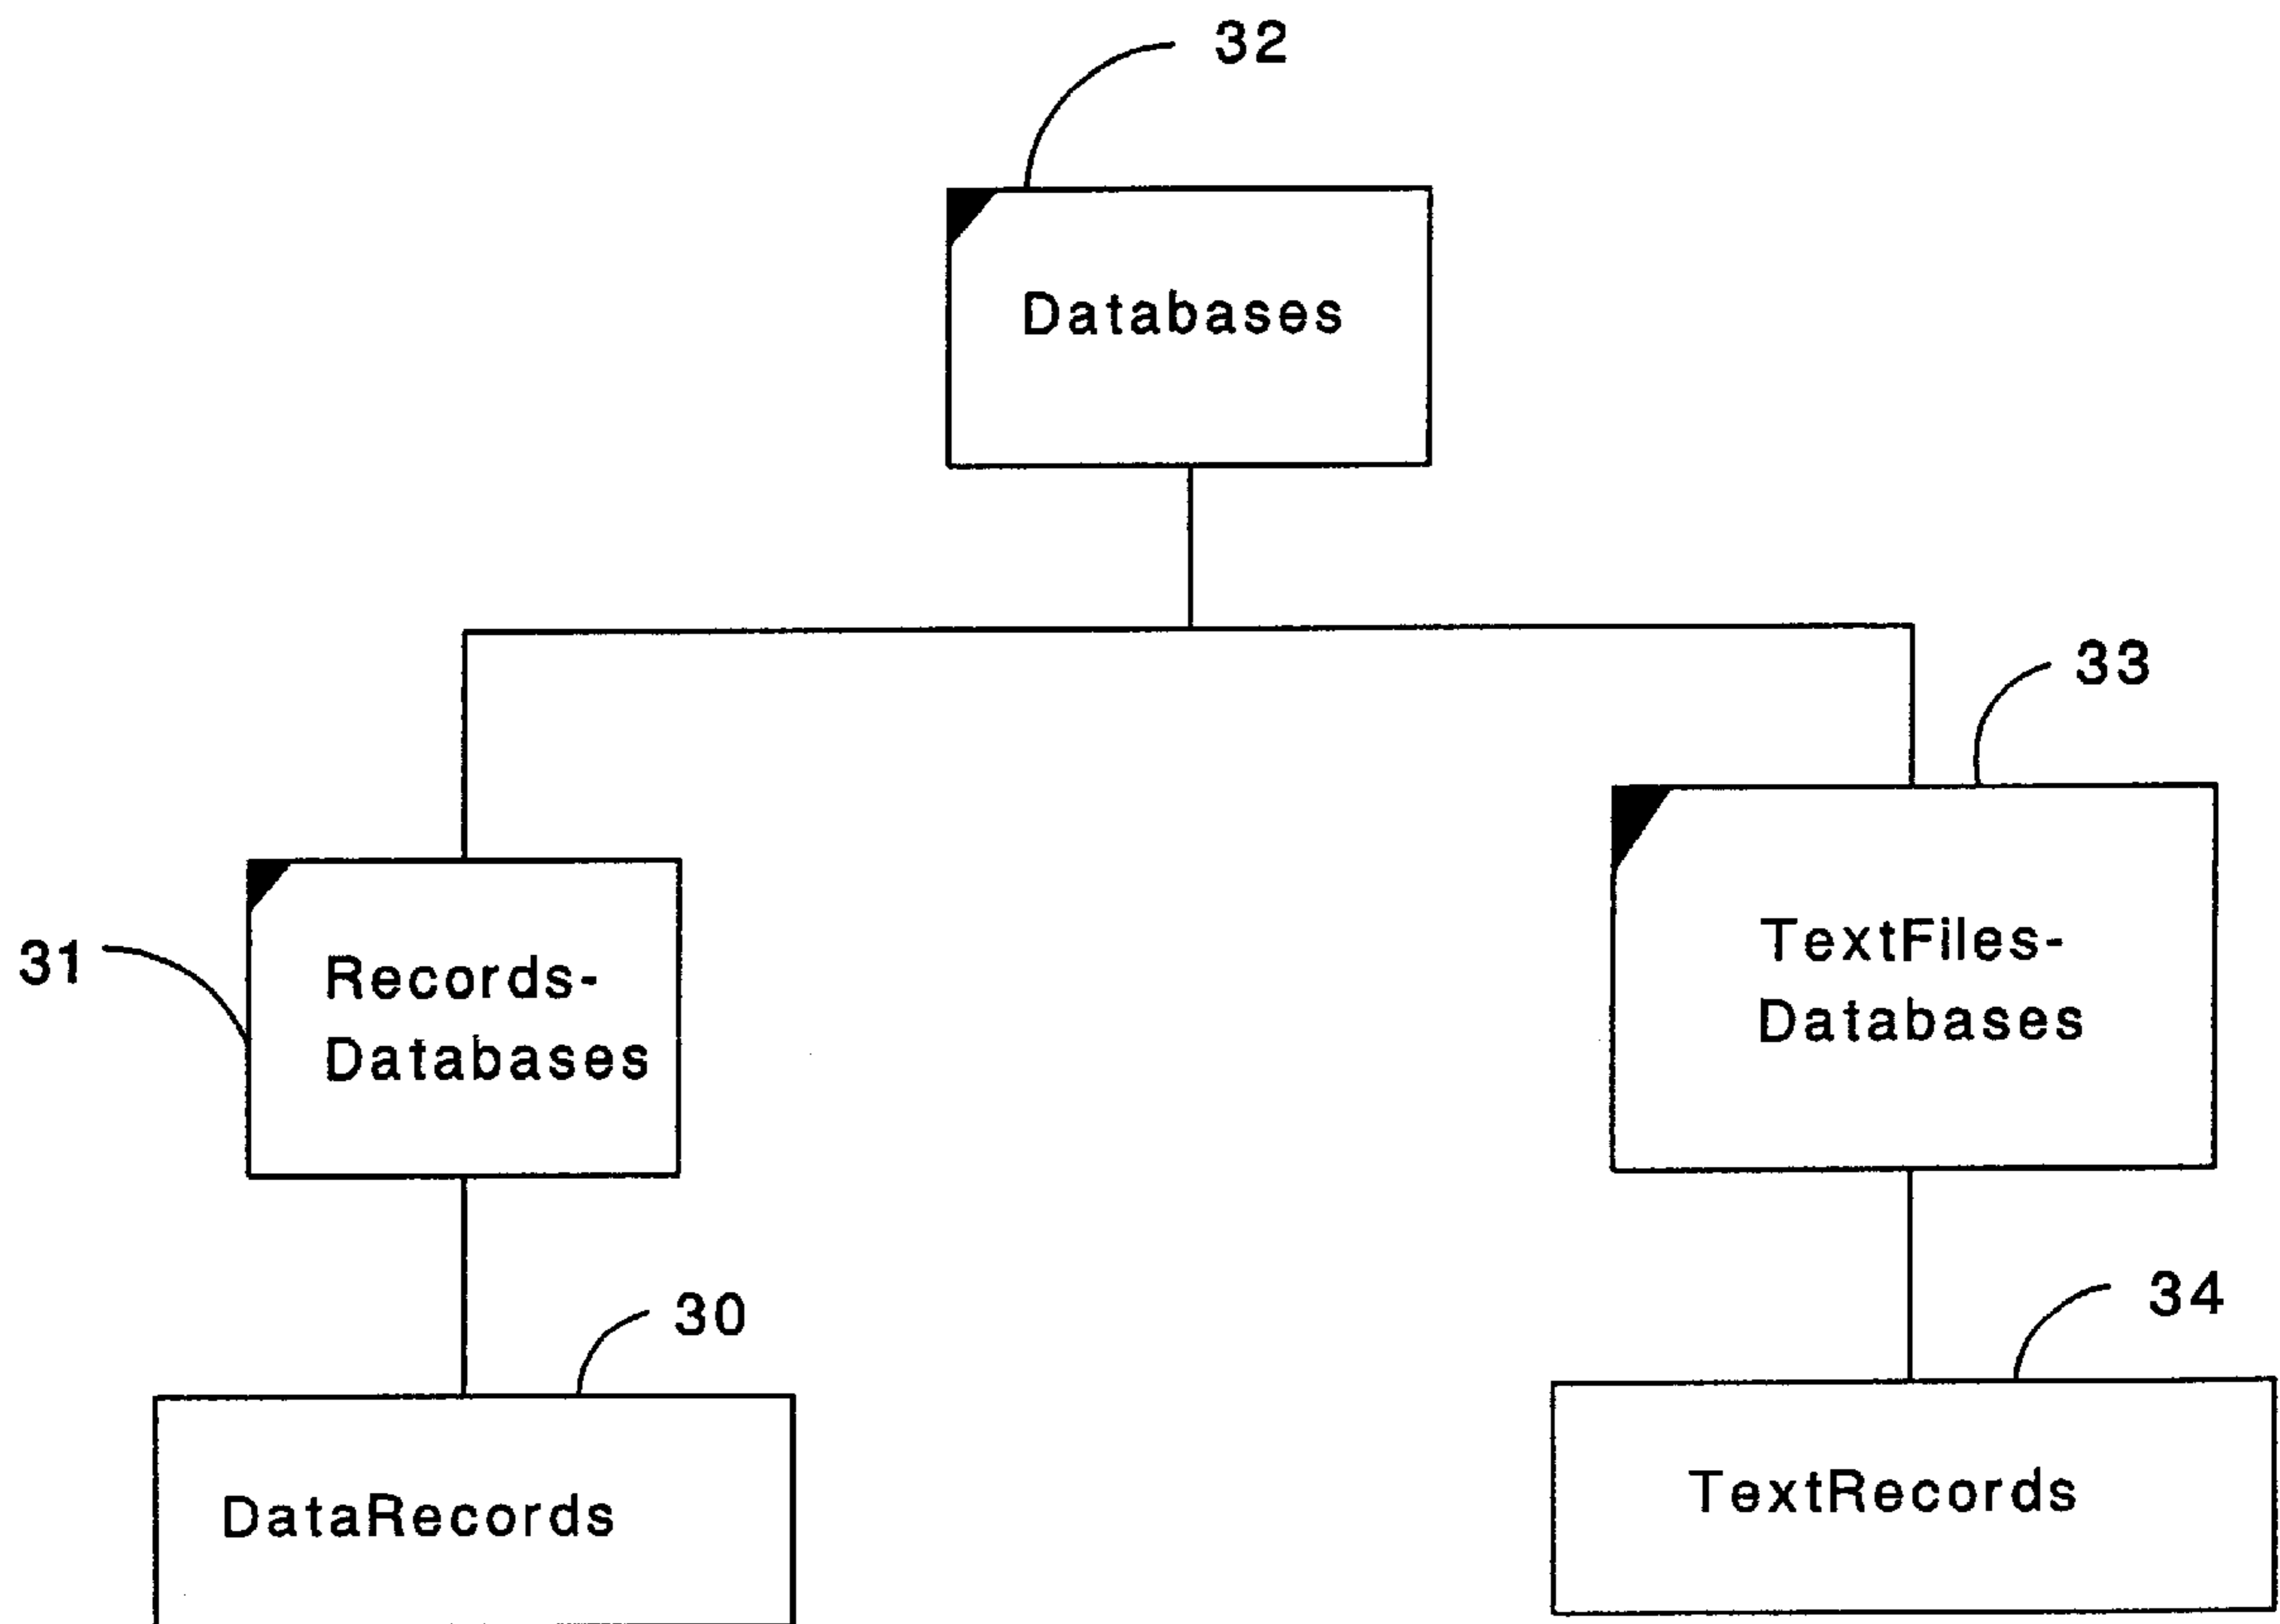 32
Databases
33
31
Records-
Databases
TextFiles-
Databases
30
34
DataRecords
TextRecords